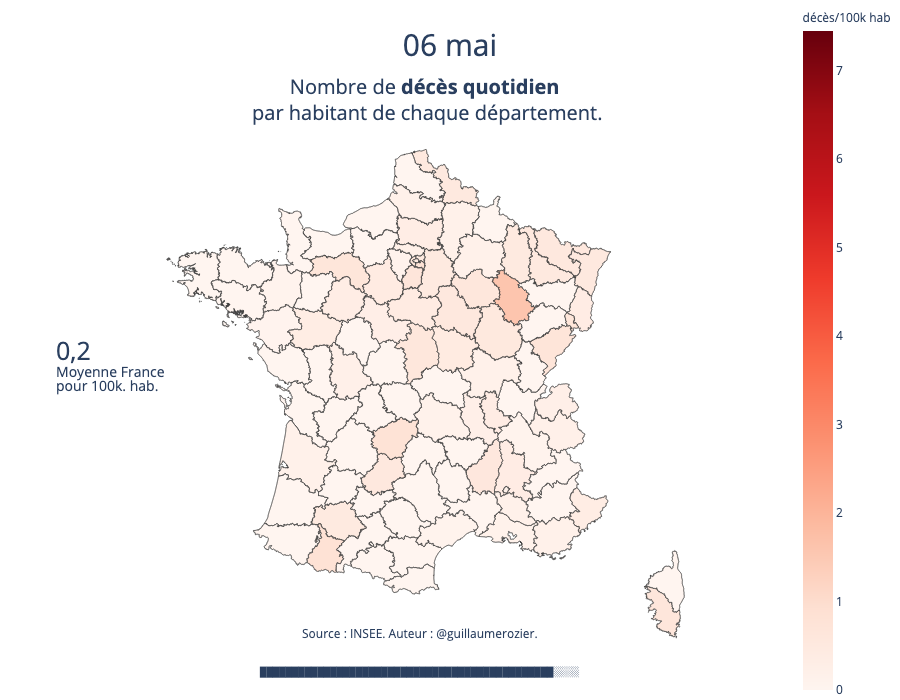 décès/100k hab
06 mai
Nombre de décès quotidien
par habitant de chaque département.
7
6
5
4
3
2
1
0
0,2
Moyenne France
pour 100k. hab.
Source : INSEE. Auteur : @guillaumerozier.